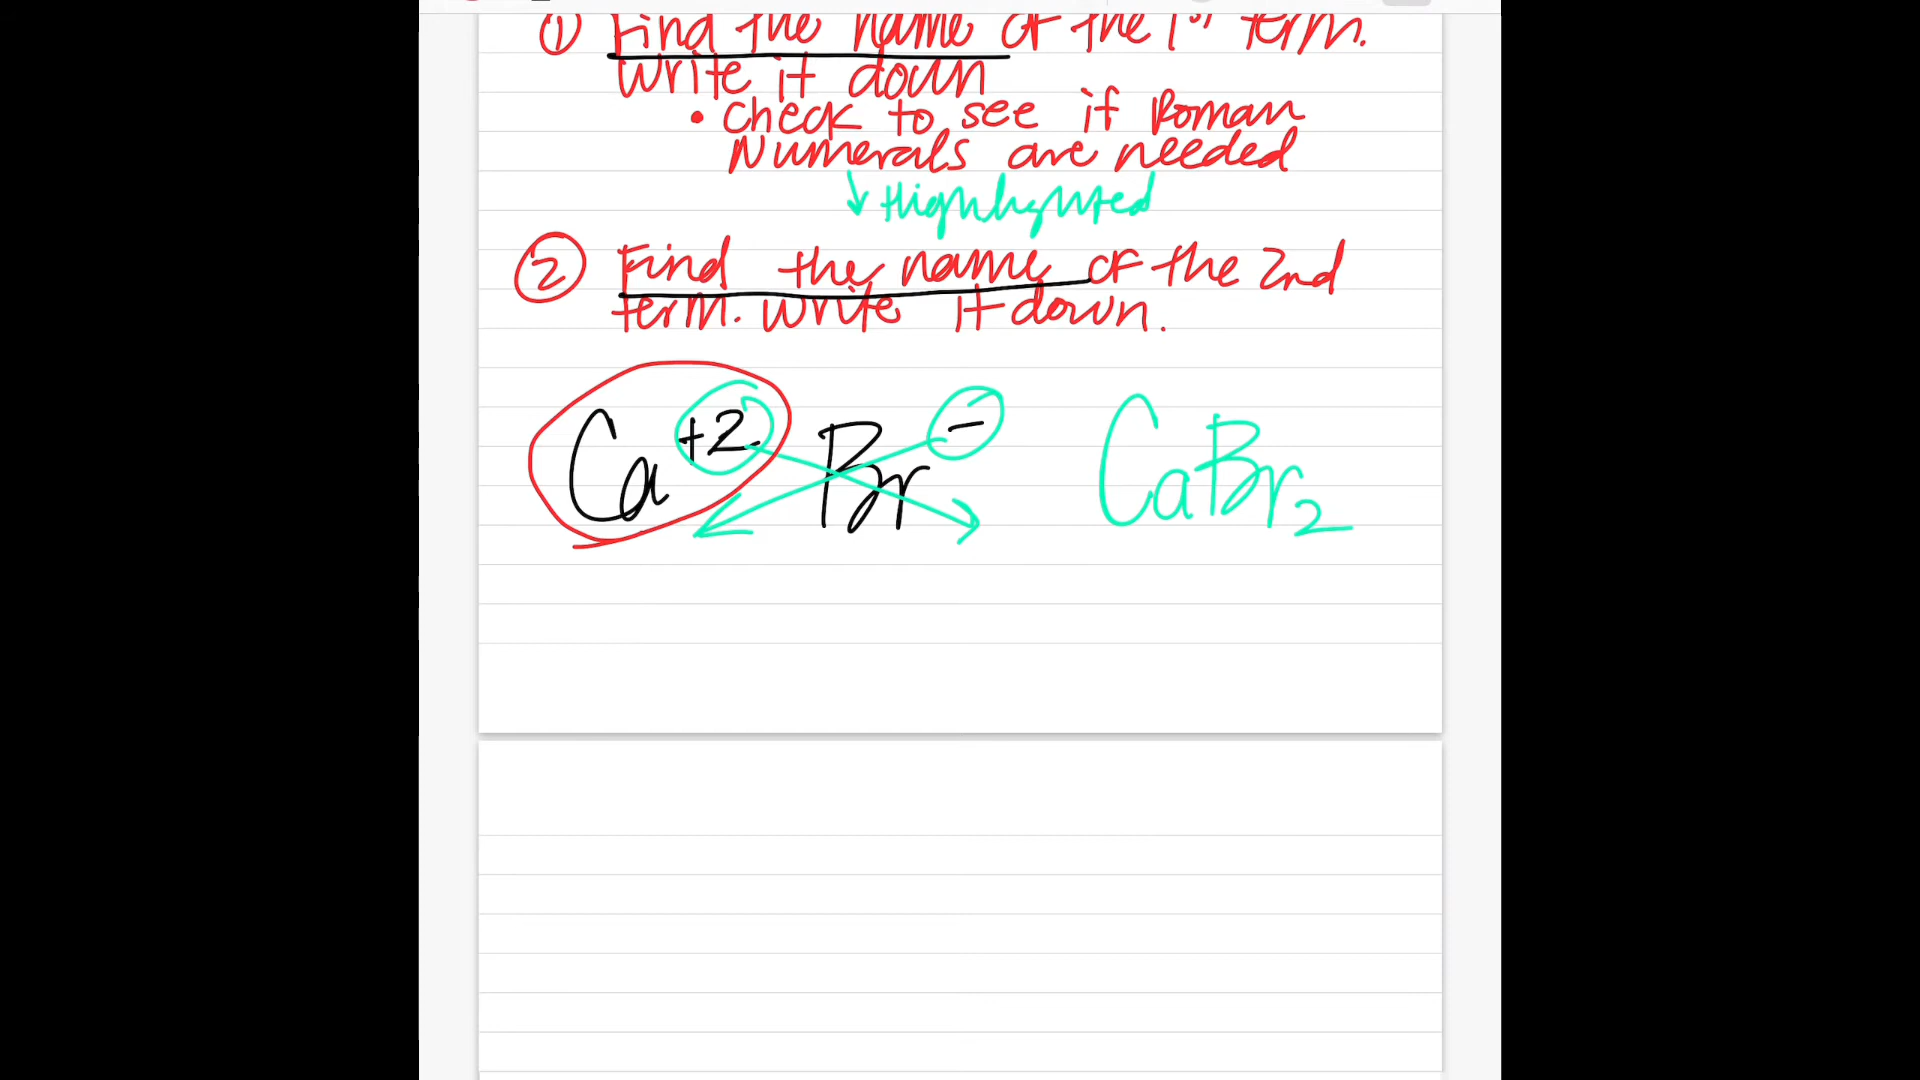 ① Find the name of the 1st term.
Write it down
• Check to see if Roman
Numerals are needed
↓ Highlighted
② Find the name of the 2nd
term. Write it down.
Ca +2 Br - CaBr2